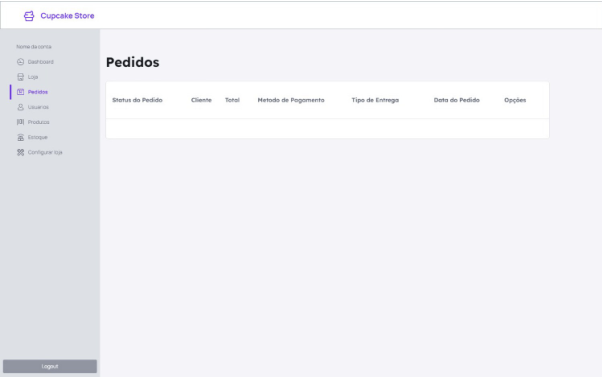 Cupcake Store
Nome da conta
Dashboard
Loja
Pedidos
Usuarios
Produtos
Estoque
Configurar loja
Logout
Pedidos
Status do Pedido Cliente Total Metodo de Pagamento Tipo de Entrega Data do Pedido Opções